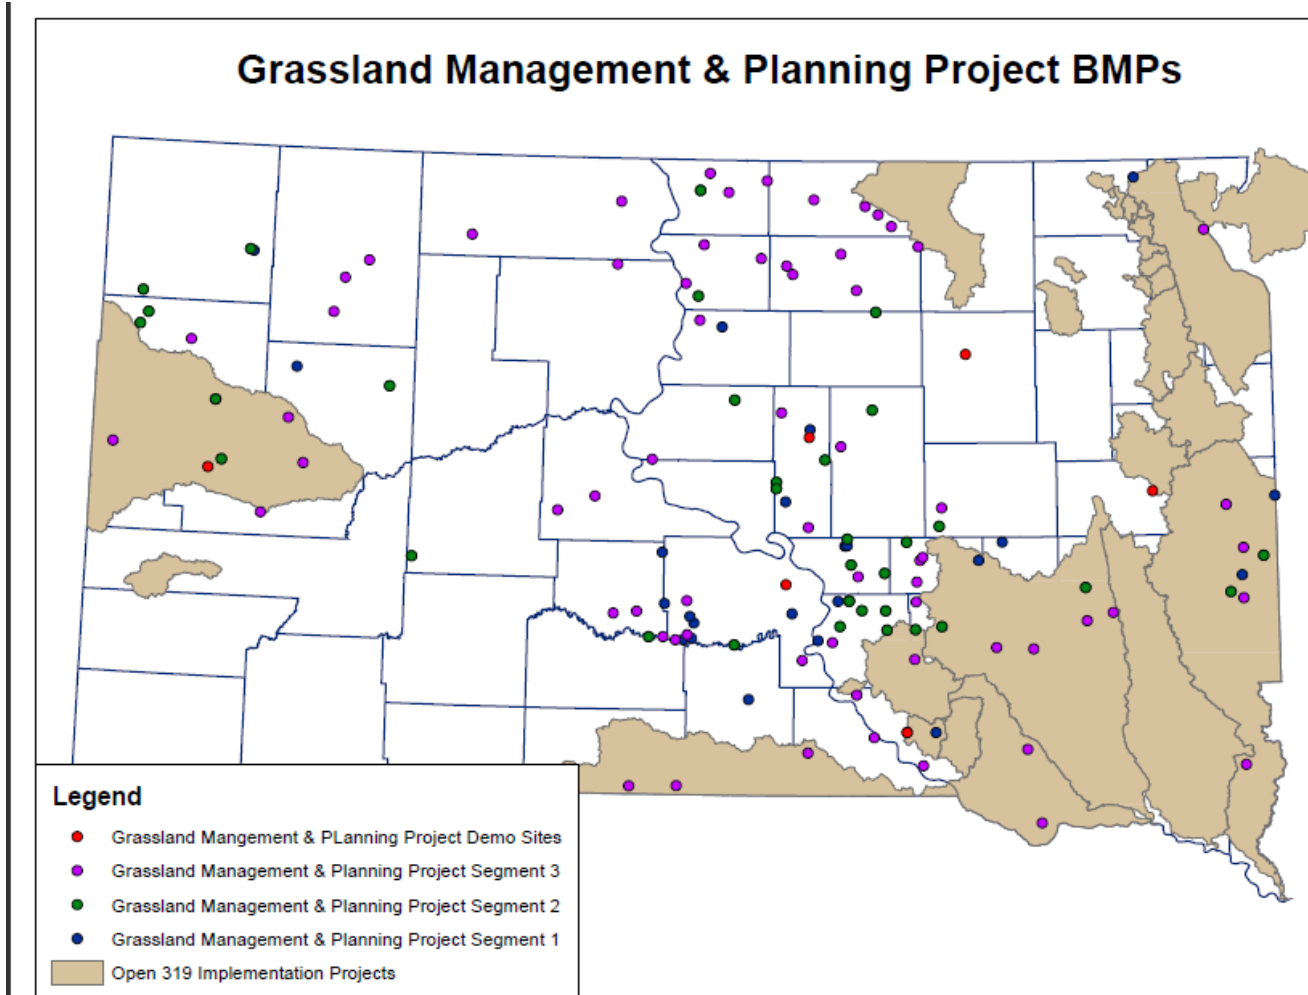 Grassland Management & Planning Project BMPs
Legend
Grassland Mangement & PLanning Project Demo Sites
Grassland Management & Planning Project Segment 3
Grassland Management & Planning Project Segment 2
Grassland Management & Planning Project Segment 1
Open 319 Implementation Projects